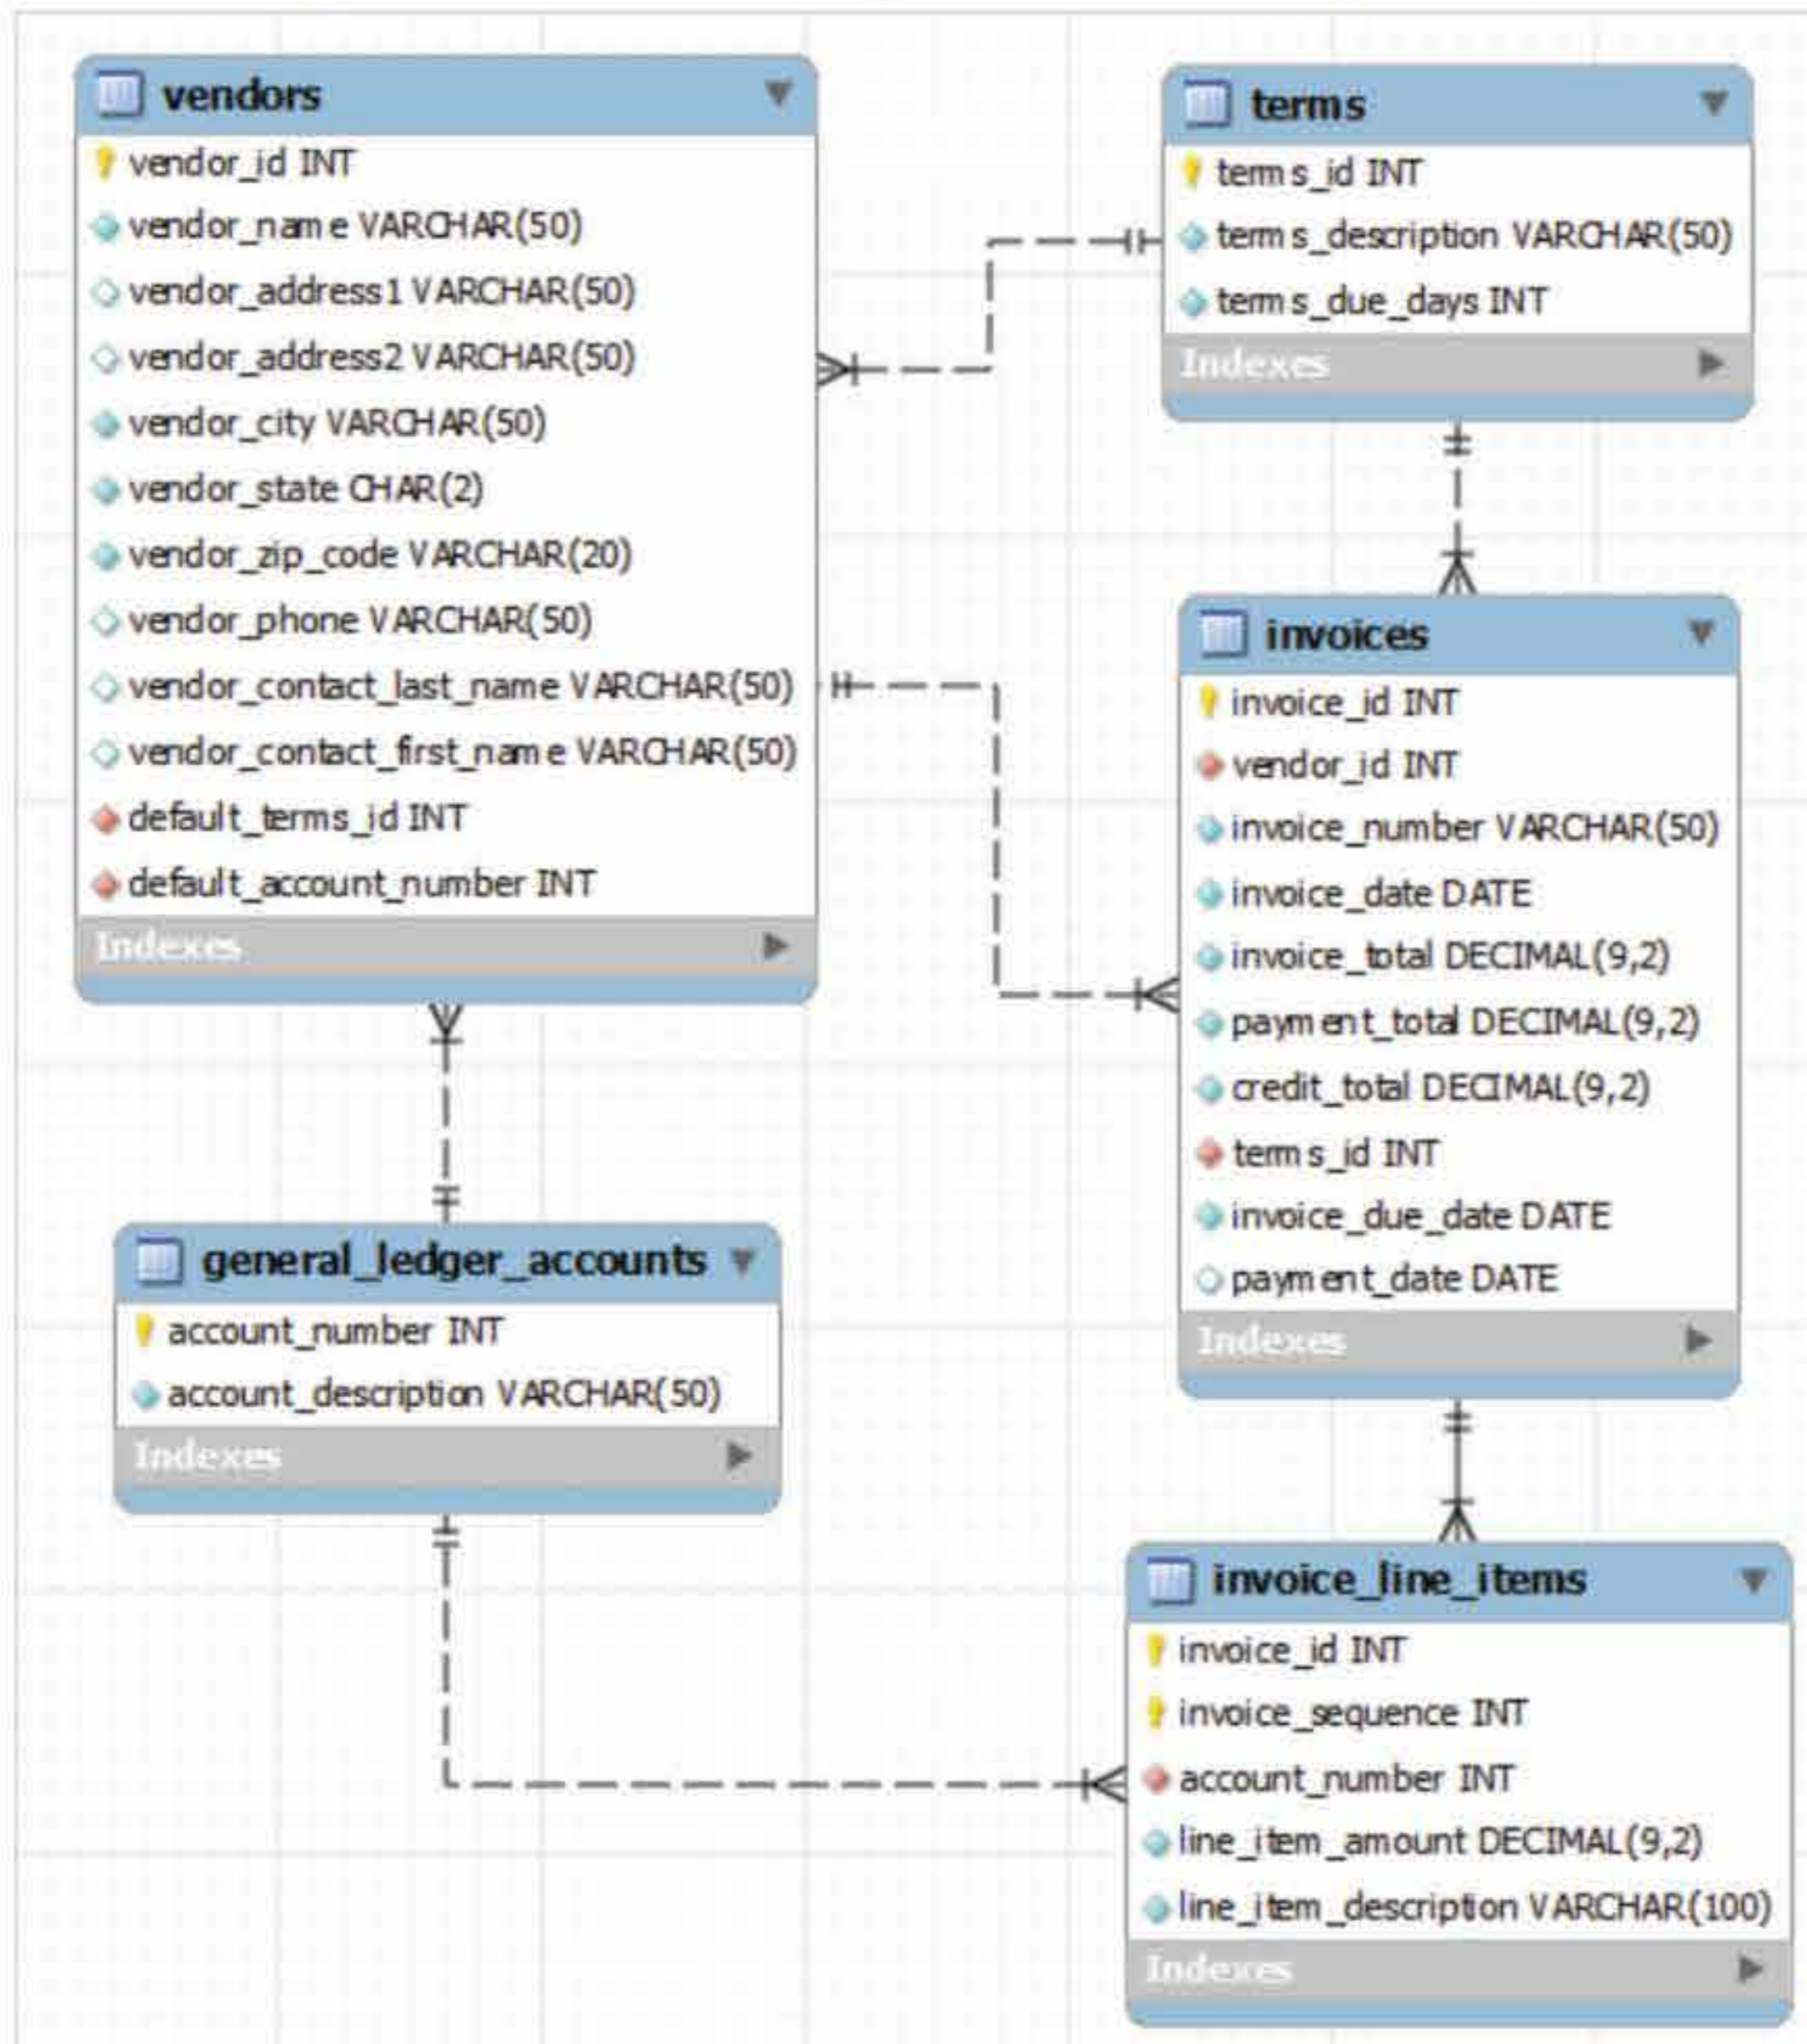 vendors
vendor_id INT
vendor_name VARCHAR(50)
vendor_address1 VARCHAR(50)
vendor_address2 VARCHAR(50)
vendor_city VARCHAR(50)
vendor_state CHAR(2)
vendor_zip_code VARCHAR(20)
vendor_phone VARCHAR(50)
vendor_contact_last_name VARCHAR(50)
vendor_contact_first_name VARCHAR(50)
default_terms_id INT
default_account_number INT
Indexes
terms
terms_id INT
terms_description VARCHAR(50)
terms_due_days INT
Indexes
invoices
invoice_id INT
vendor_id INT
invoice_number VARCHAR(50)
invoice_date DATE
invoice_total DECIMAL(9,2)
payment_total DECIMAL(9,2)
credit_total DECIMAL(9,2)
terms_id INT
invoice_due_date DATE
payment_date DATE
Indexes
general_ledger_accounts
account_number INT
account_description VARCHAR(50)
Indexes
invoice_line_items
invoice_id INT
invoice_sequence INT
account_number INT
line_item_amount DECIMAL(9,2)
line_item_description VARCHAR(100)
Indexes